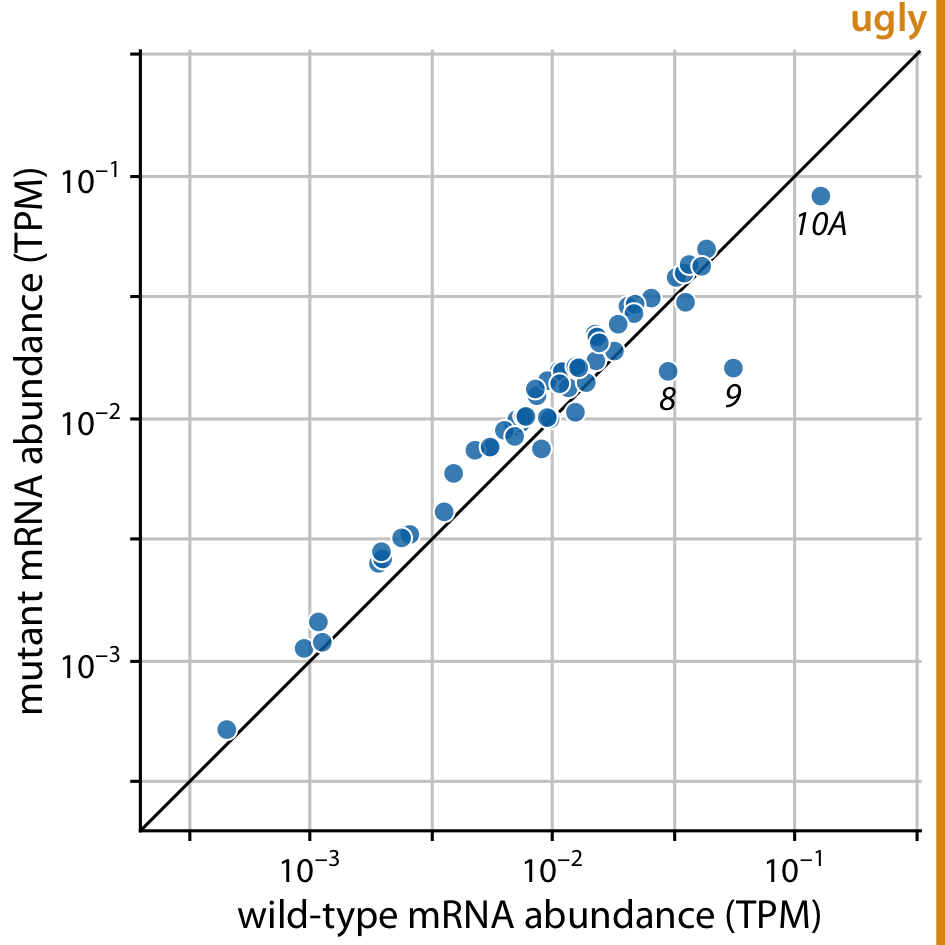 ugly
mutant mRNA abundance (TPM)
10⁻¹
10⁻²
10⁻³
10A
8
9
10⁻³
10⁻²
10⁻¹
wild-type mRNA abundance (TPM)